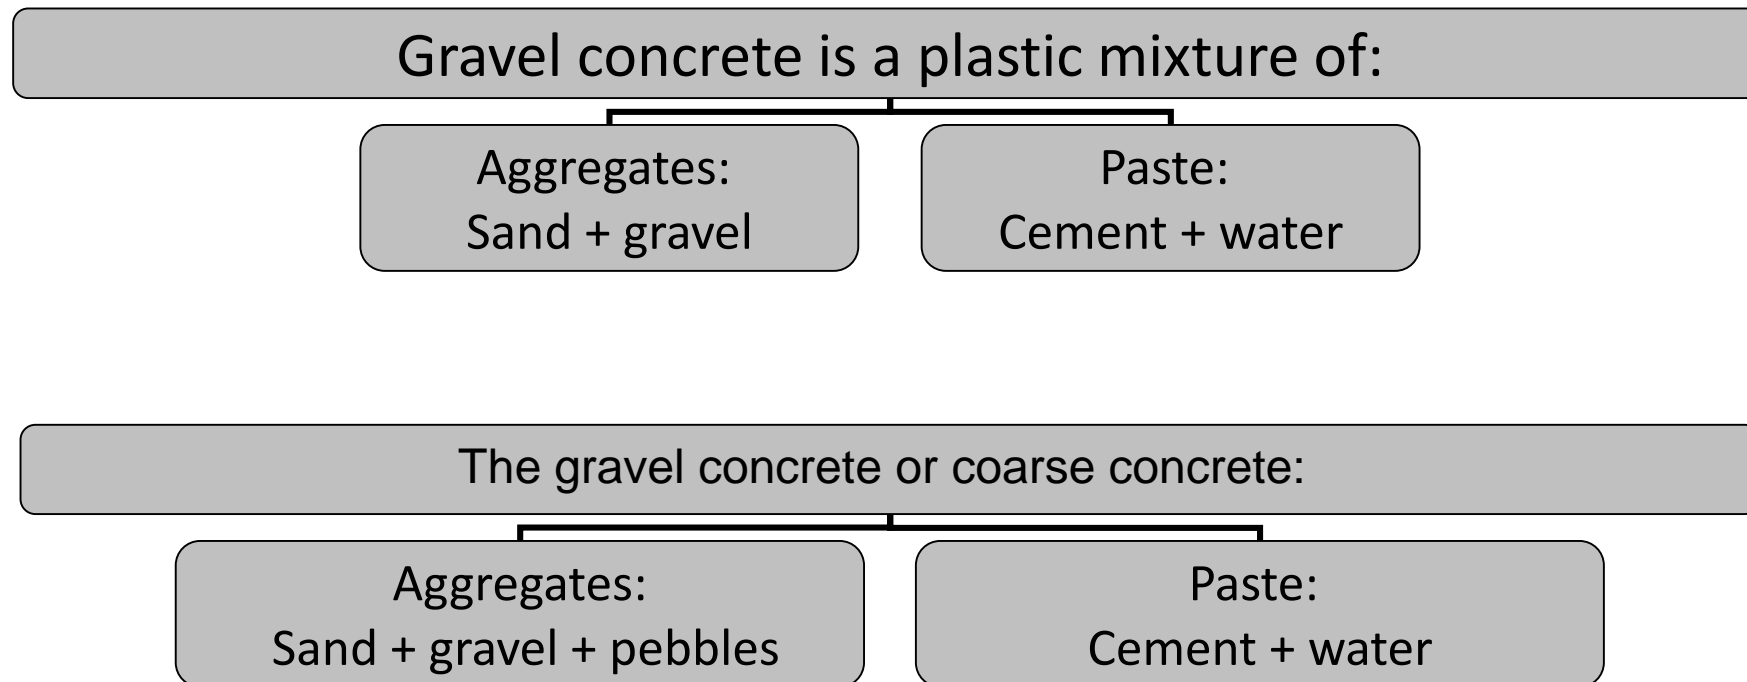 Gravel concrete is a plastic mixture of:
Aggregates:
Sand + gravel
Paste:
Cement + water
The gravel concrete or coarse concrete:
Aggregates:
Sand + gravel + pebbles
Paste:
Cement + water